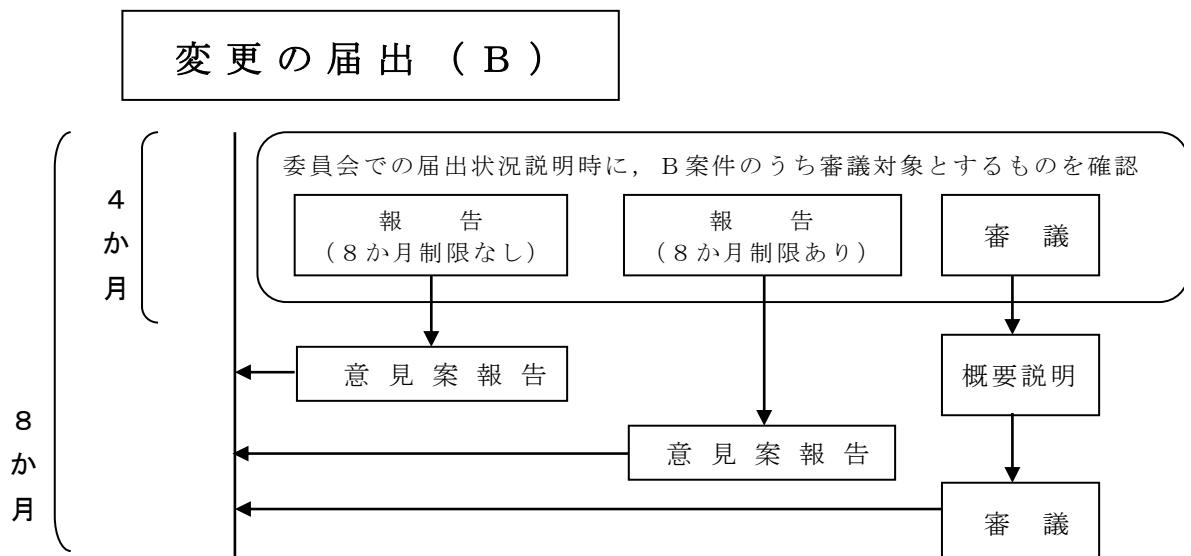 変更の届出（Ｂ）
委員会での届出状況説明時に，Ｂ案件のうち審議対象とするものを確認
４か月
報　告
（８か月制限なし）
報　告
（８か月制限あり）
審　議
意見案報告
概要説明
８か月
意見案報告
審　議